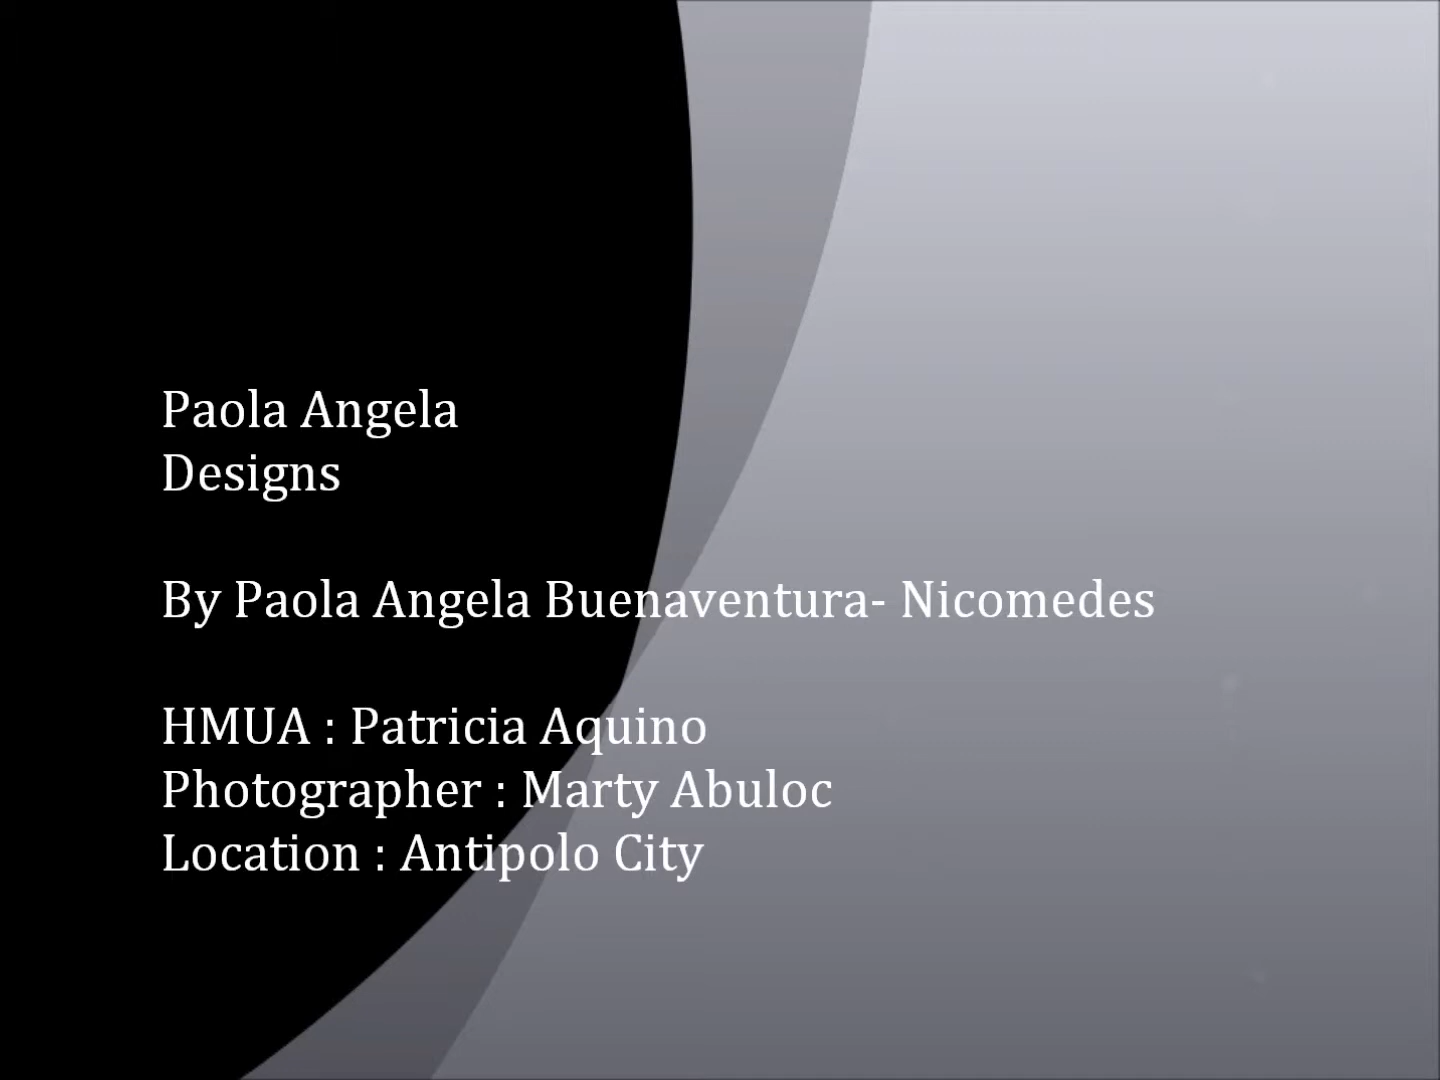 Paola Angela
Designs
By Paola Angela Buenaventura- Nicomedes
HMUA : Patricia Aquino
Photographer : Marty Abuloc
Location : Antipolo City